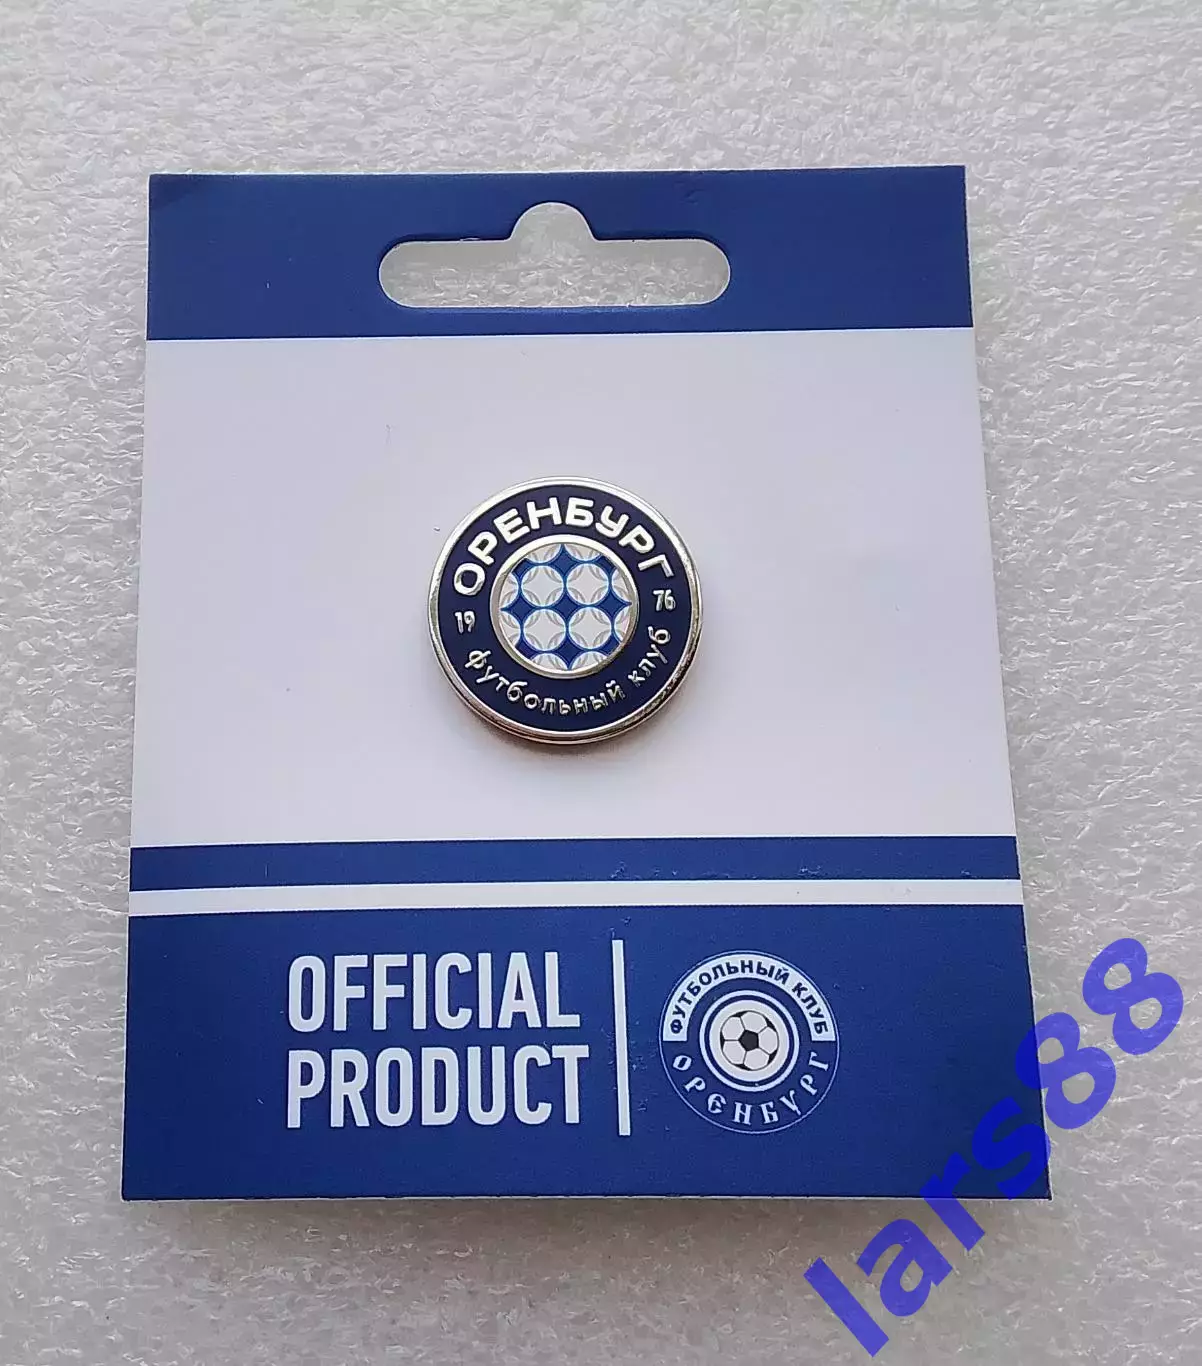 ОРЕНБУРГ
19 76
футбольный клуб
OFFICIAL
PRODUCT
ФУТБОЛЬНЫЙ КЛУБ
ОРЕНБУРГ
lars88